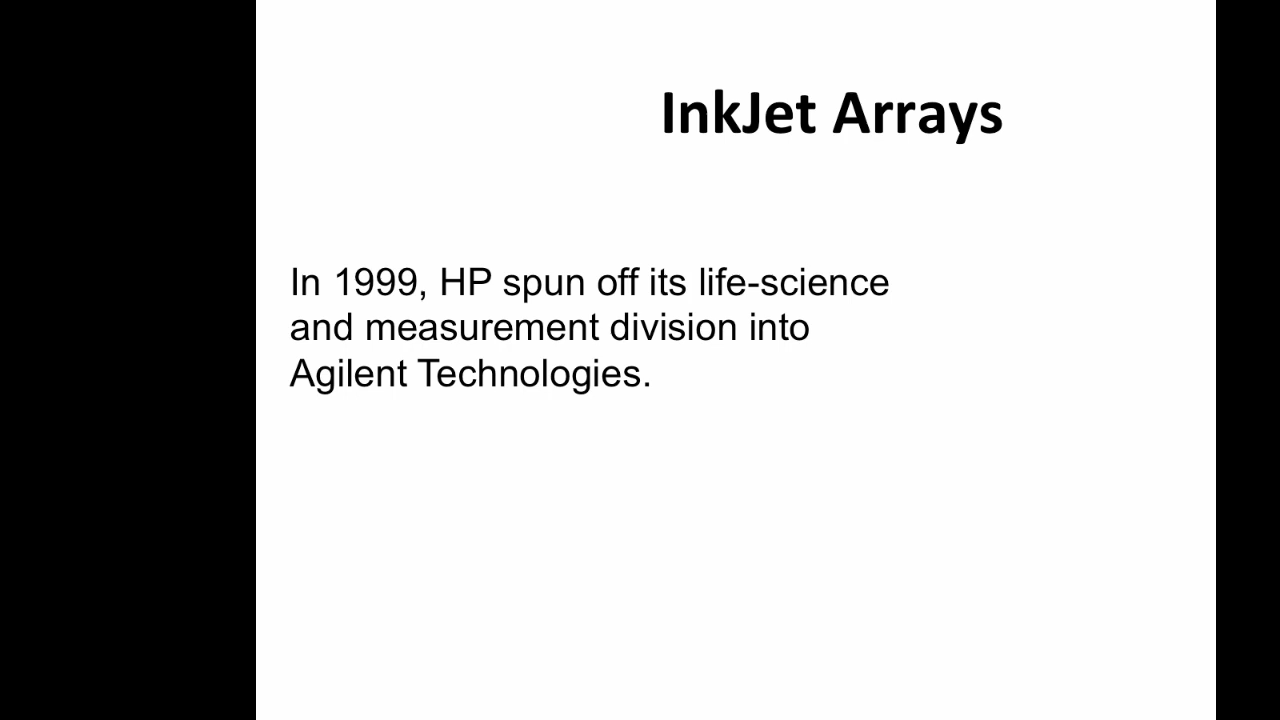 InkJet Arrays
In 1999, HP spun off its life-science
and measurement division into
Agilent Technologies.